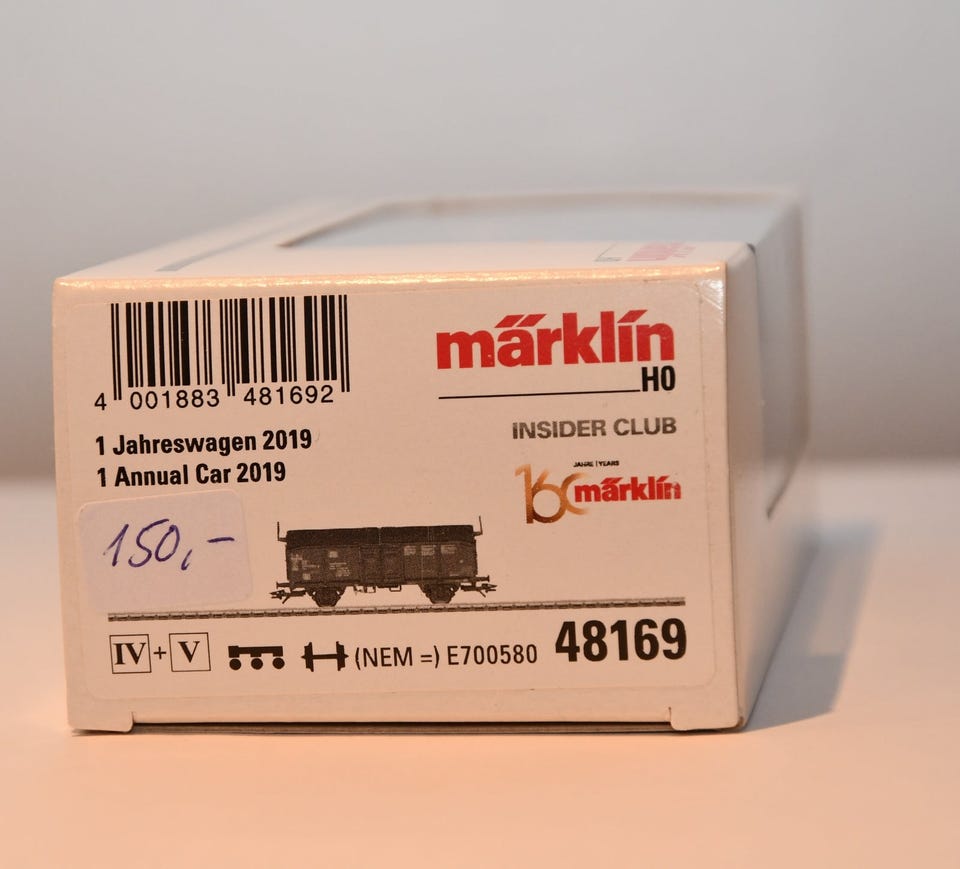 märklin
H0
4 001883 481692
INSIDER CLUB
1 Jahreswagen 2019
1 Annual Car 2019
160 JAHRE | YEARS
märklin
150,-
IV + V
(NEM =) E700580
48169